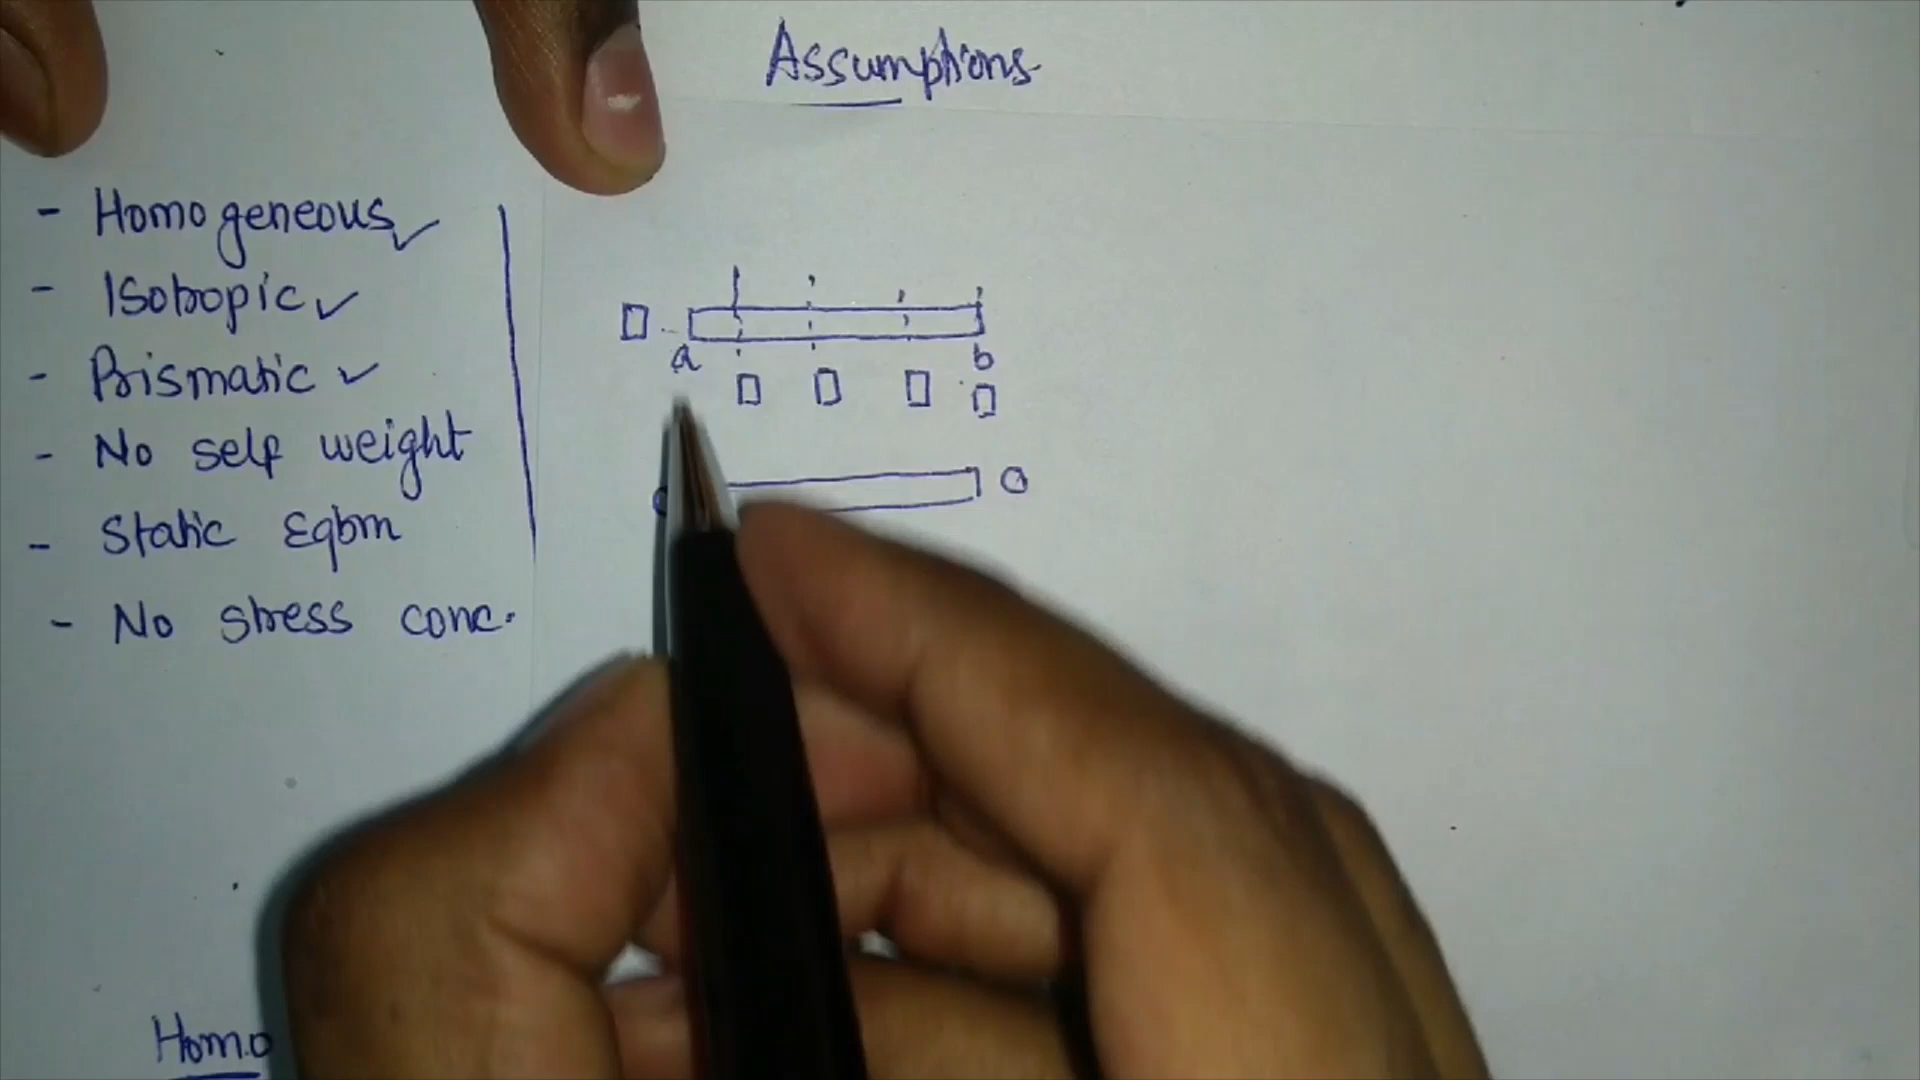 Assumptions
- Homogeneous ✓
- Isotropic ✓
- Prismatic ✓
- No self weight
- Static Eqbm
- No stress conc.
a b
Homo